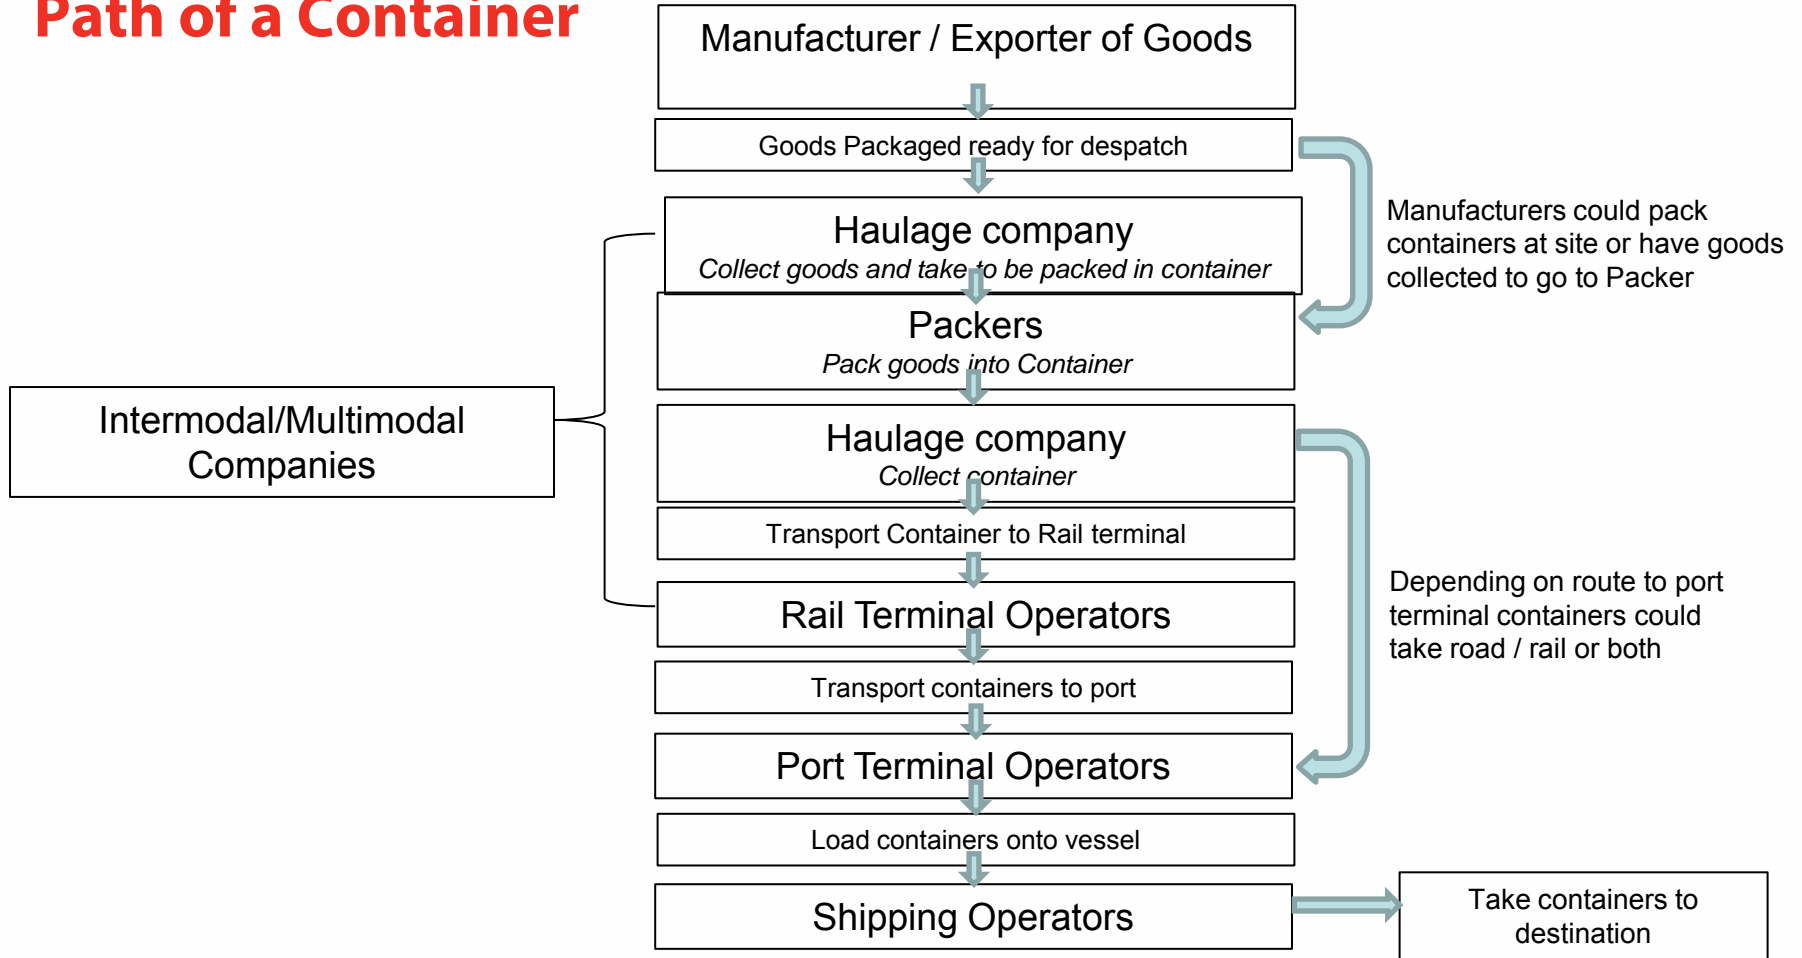 Path of a Container
Manufacturer / Exporter of Goods
Goods Packaged ready for despatch
Haulage company
Collect goods and take to be packed in container
Manufacturers could pack
containers at site or have goods
collected to go to Packer
Packers
Pack goods into Container
Intermodal/Multimodal
Companies
Haulage company
Collect container
Transport Container to Rail terminal
Rail Terminal Operators
Depending on route to port
terminal containers could
take road / rail or both
Transport containers to port
Port Terminal Operators
Load containers onto vessel
Shipping Operators
Take containers to
destination